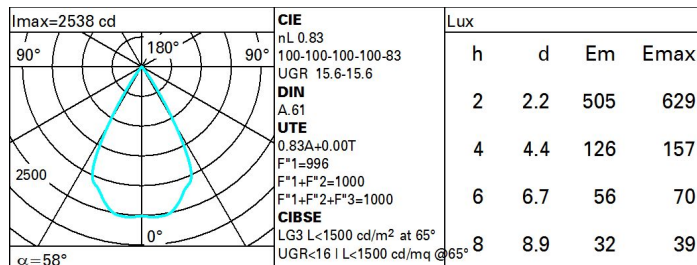 Imax=2538 cd
90° 180° 90°
2500
0°
α=58°
CIE
nL 0.83
100-100-100-100-83
UGR 15.6-15.6
DIN
A.61
UTE
0.83A+0.00T
F"1=996
F"1+F"2=1000
F"1+F"2+F"3=1000
CIBSE
LG3 L<1500 cd/m² at 65°
UGR<16 | L<1500 cd/mq @65°
Lux
h d Em Emax
2 2.2 505 629
4 4.4 126 157
6 6.7 56 70
8 8.9 32 39